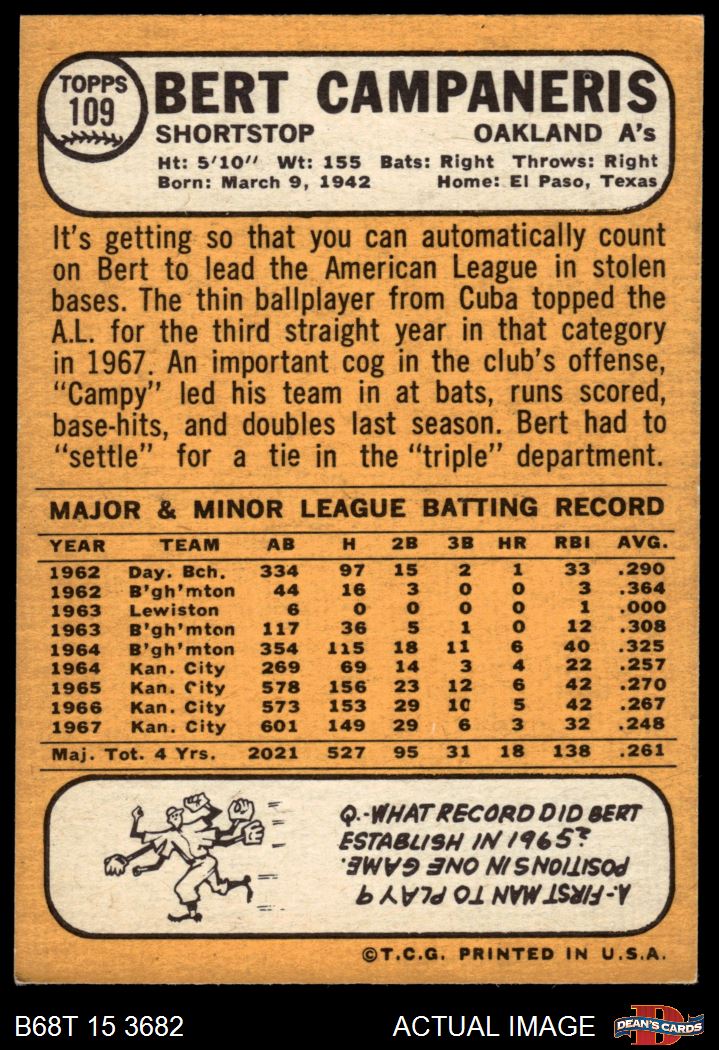 TOPPS
109
BERT CAMPANERIS
SHORTSTOP OAKLAND A's
Ht: 5'10" Wt: 155 Bats: Right Throws: Right
Born: March 9, 1942 Home: El Paso, Texas
It's getting so that you can automatically count
on Bert to lead the American League in stolen
bases. The thin ballplayer from Cuba topped the
A.L. for the third straight year in that category
in 1967. An important cog in the club's offense,
"Campy" led his team in at bats, runs scored,
base-hits, and doubles last season. Bert had to
"settle" for a tie in the "triple" department.
MAJOR & MINOR LEAGUE BATTING RECORD
YEAR TEAM AB H 2B 3B HR RBI AVG.
1962 Day. Bch. 334 97 15 2 1 33 .290
1962 B'gh'mton 44 16 3 0 0 3 .364
1963 Lewiston 6 0 0 0 0 1 .000
1963 B'gh'mton 117 36 5 1 0 12 .308
1964 B'gh'mton 354 115 18 11 6 40 .325
1964 Kan. City 269 69 14 3 4 22 .257
1965 Kan. City 578 156 23 12 6 42 .270
1966 Kan. City 573 153 29 10 5 42 .267
1967 Kan. City 601 149 29 6 3 32 .248
Maj. Tot. 4 Yrs. 2021 527 95 31 18 138 .261
Q.-WHAT RECORD DID BERT
ESTABLISH IN 1965?
A.-FIRST MAN TO PLAY 9
POSITIONS IN ONE GAME.
©T.C.G. PRINTED IN U.S.A.
B68T 15 3682 ACTUAL IMAGE
D
DEAN'S CARDS